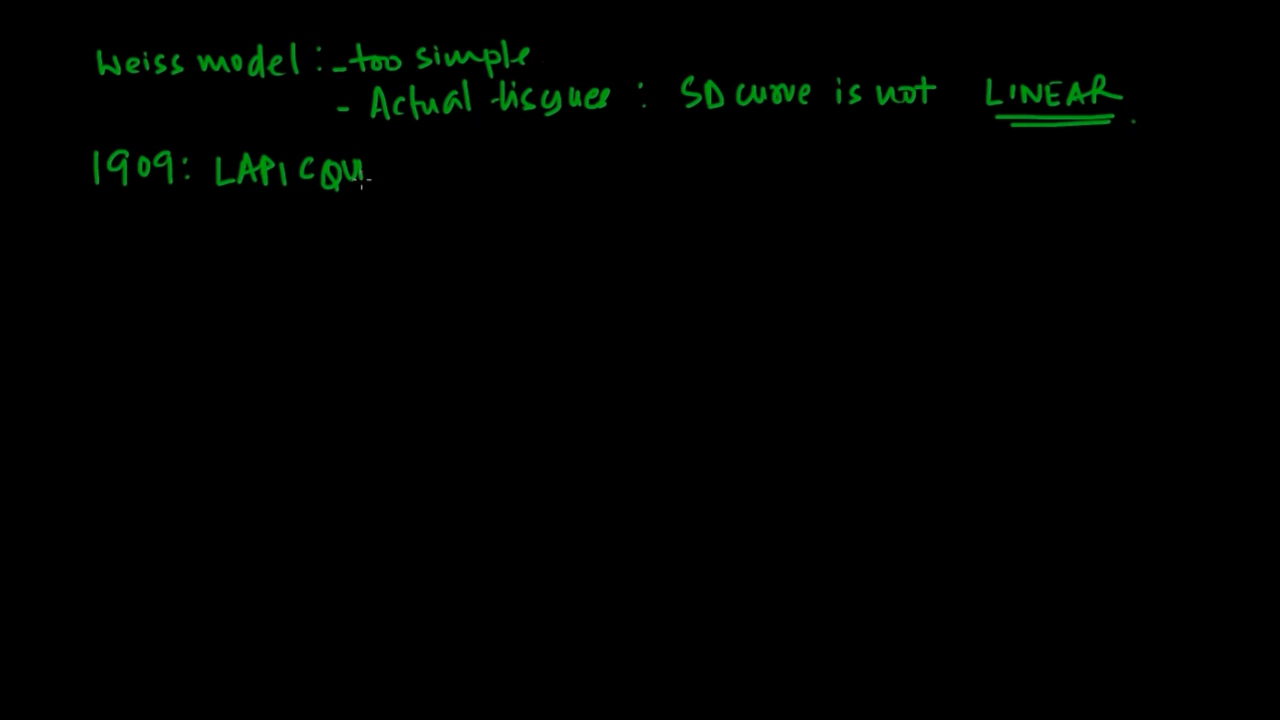 Weiss model : - too simple
- Actual tissues : SD curve is not LINEAR.
1909: LAPICQU